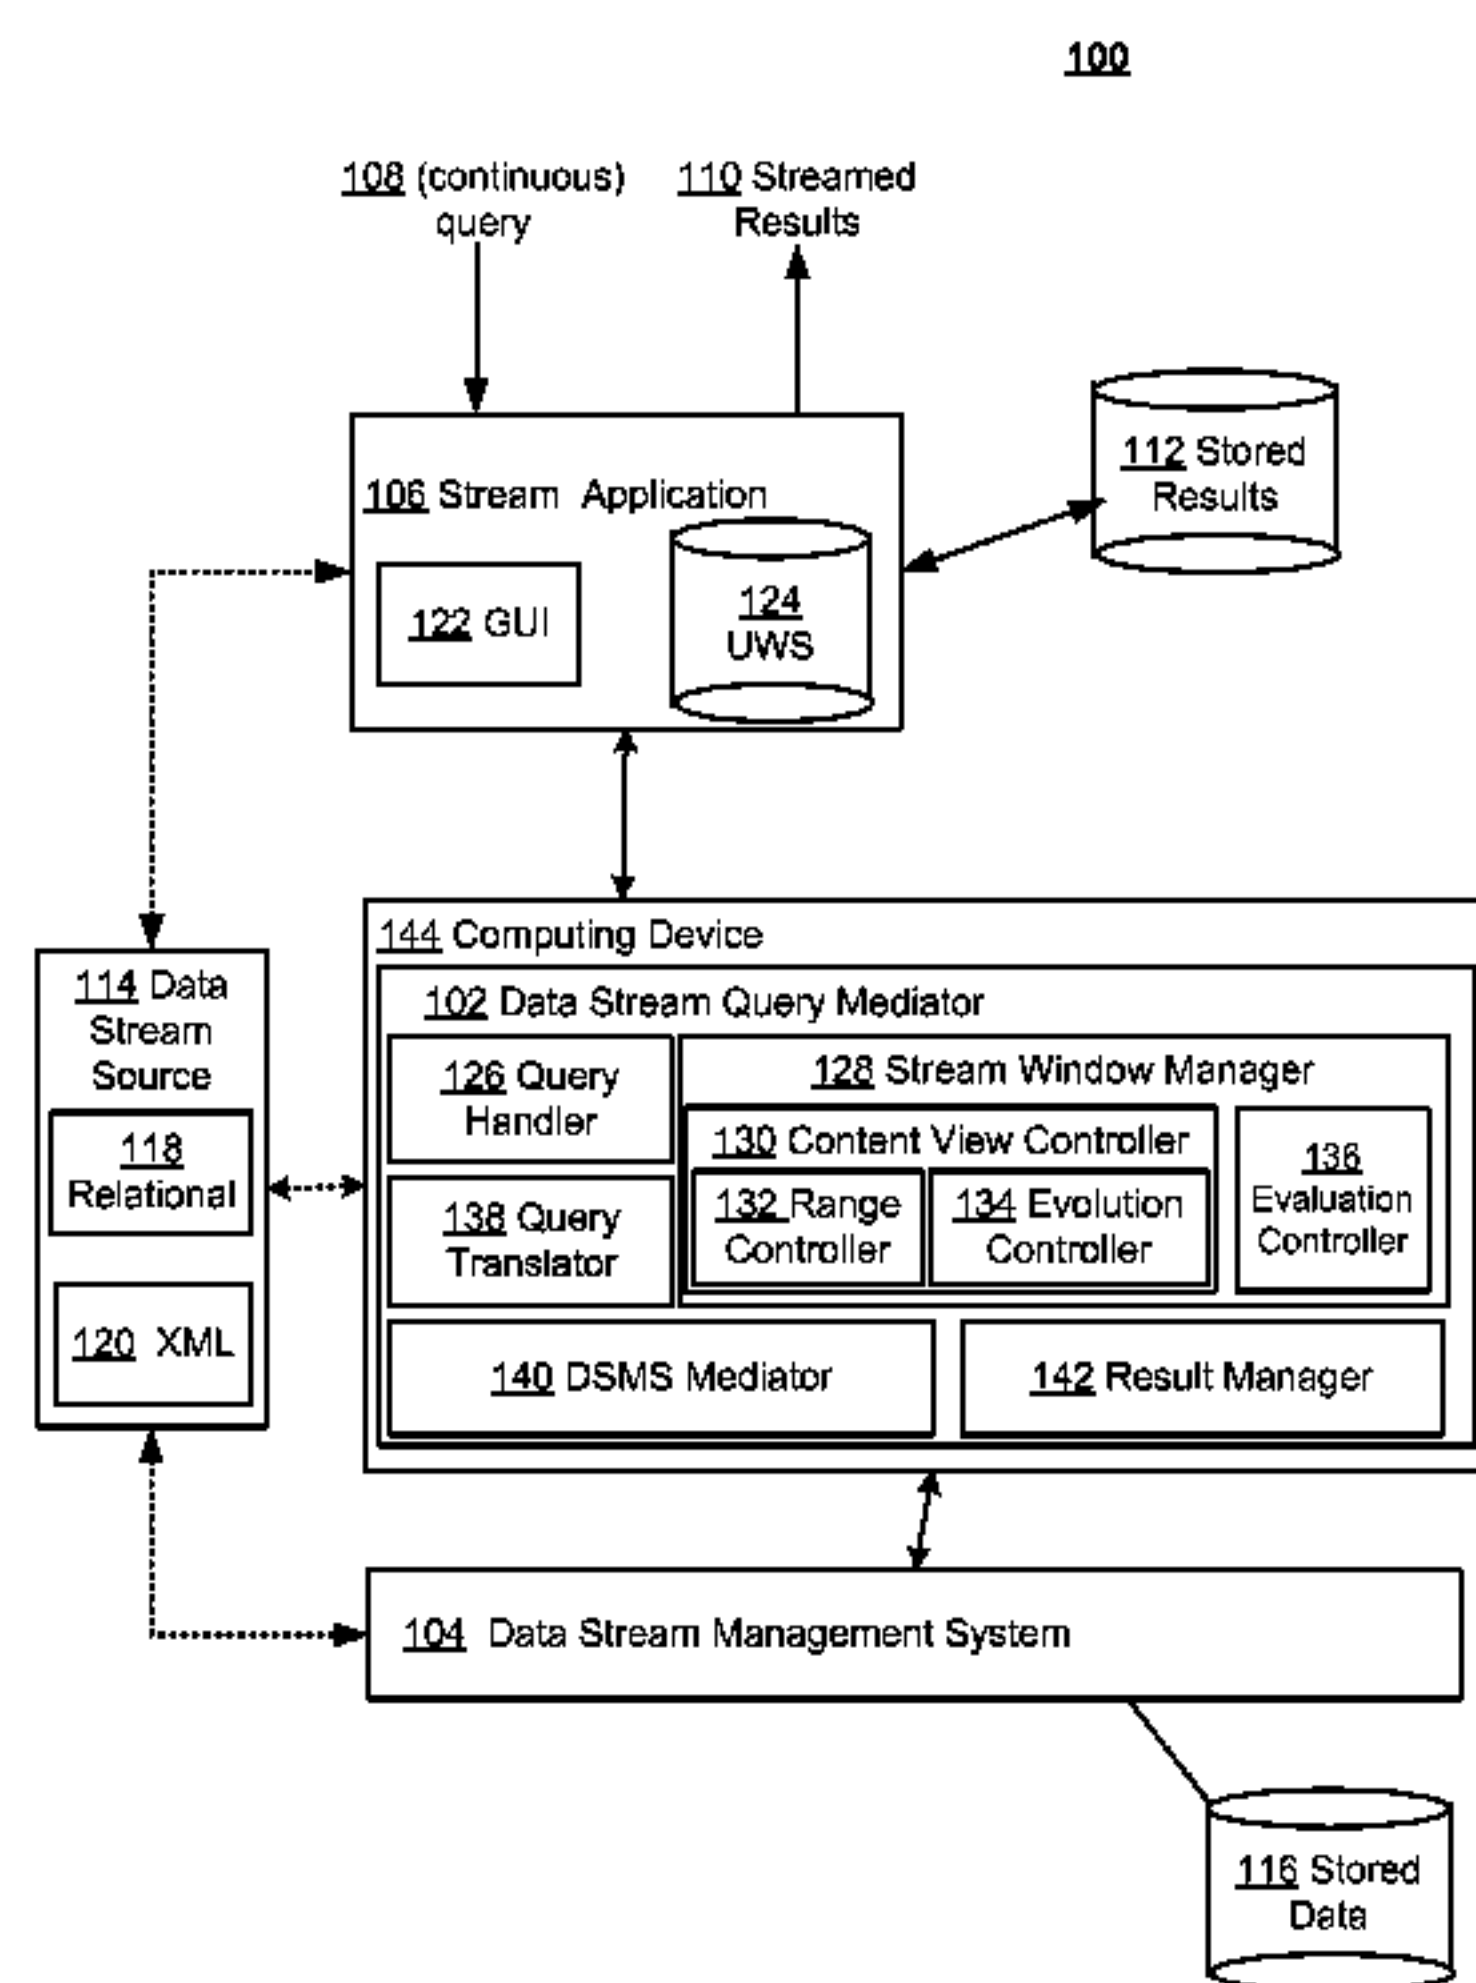 100
108 (continuous)
query
110 Streamed
Results
112 Stored
Results
106 Stream Application
122 GUI
124
UWS
144 Computing Device
114 Data
Stream
Source
118
Relational
120 XML
102 Data Stream Query Mediator
126 Query
Handler
128 Stream Window Manager
130 Content View Controller
132 Range
Controller
134 Evolution
Controller
136
Evaluation
Controller
138 Query
Translator
140 DSMS Mediator
142 Result Manager
104 Data Stream Management System
116 Stored
Data